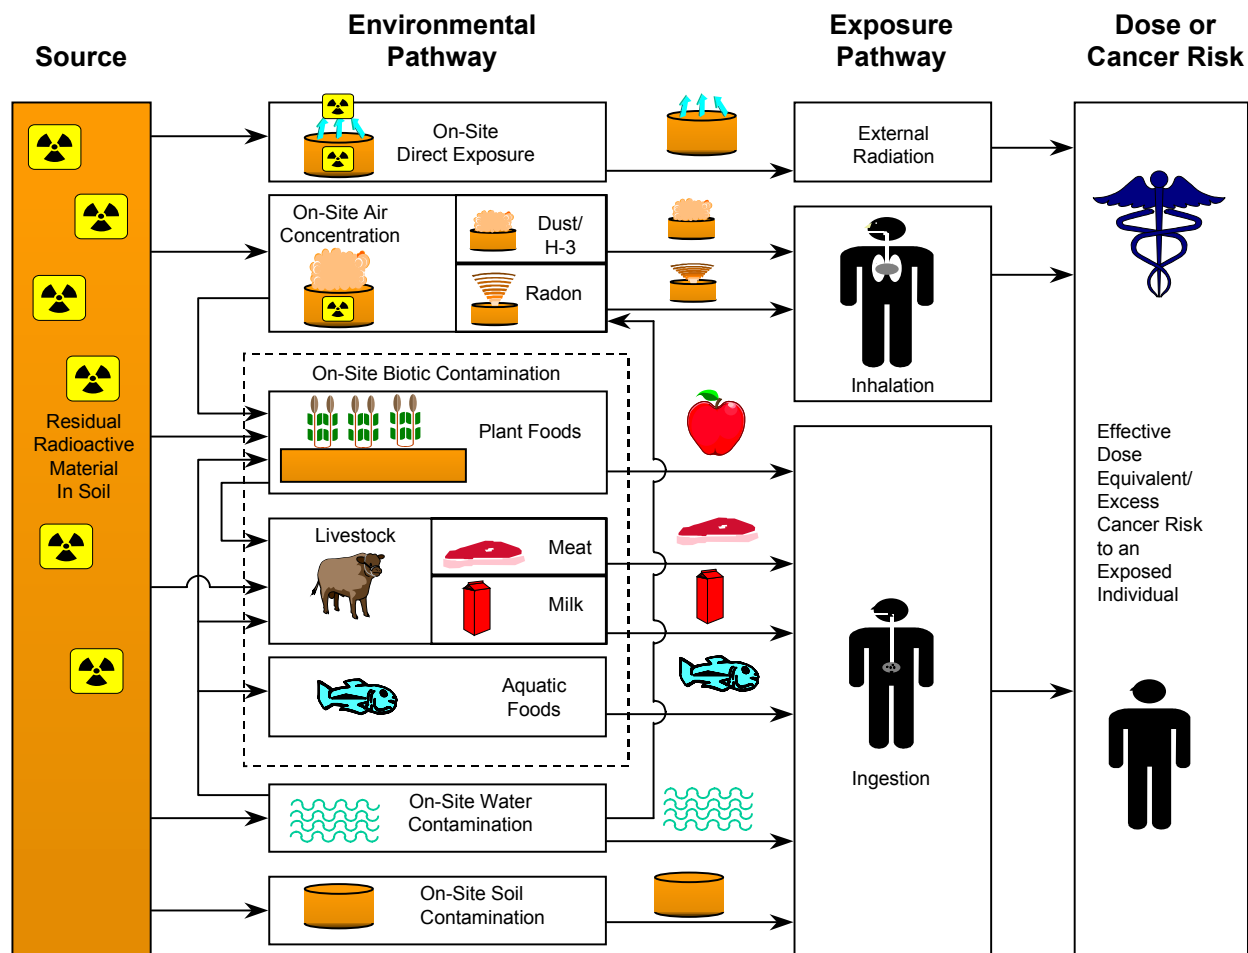 Source
Environmental
Pathway
Exposure
Pathway
Dose or
Cancer Risk
Residual
Radioactive
Material
In Soil
On-Site
Direct Exposure
On-Site Air
Concentration
Dust/
H-3
Radon
On-Site Biotic Contamination
Plant Foods
Livestock
Meat
Milk
Aquatic
Foods
On-Site Water
Contamination
On-Site Soil
Contamination
External
Radiation
Inhalation
Ingestion
Effective
Dose
Equivalent/
Excess
Cancer Risk
to an
Exposed
Individual